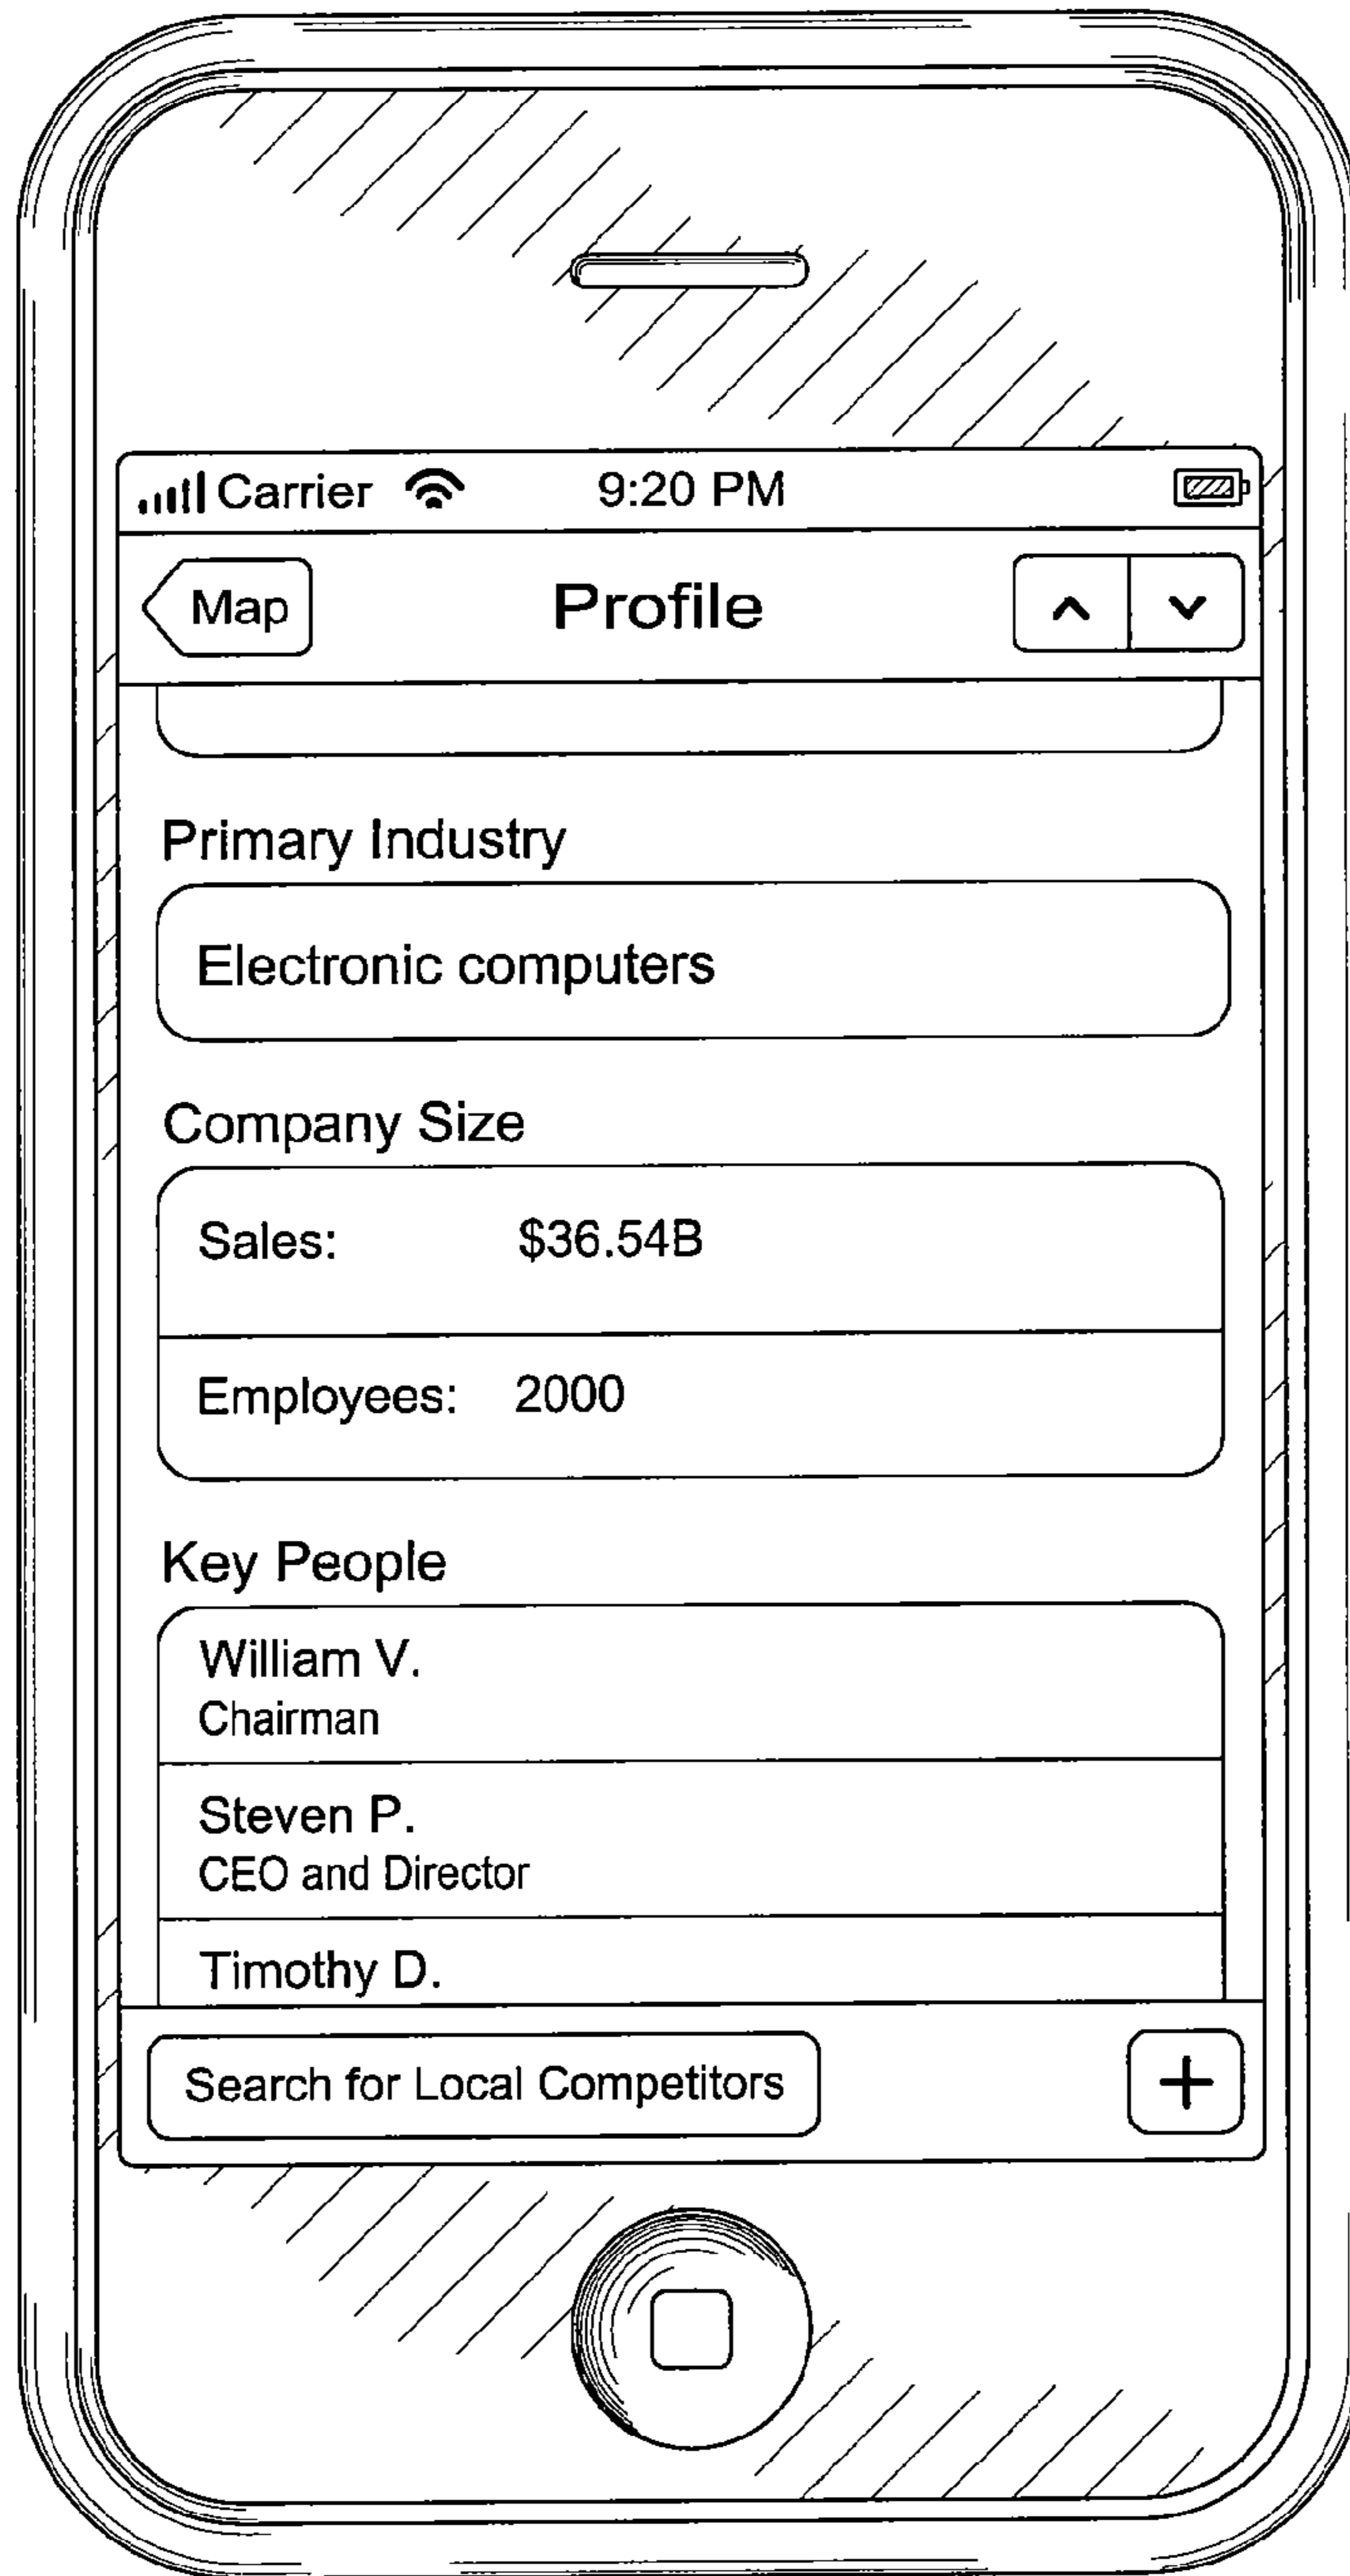 Carrier 9:20 PM
Map Profile
Primary Industry
Electronic computers
Company Size
Sales: $36.54B
Employees: 2000
Key People
William V.
Chairman
Steven P.
CEO and Director
Timothy D.
Search for Local Competitors +